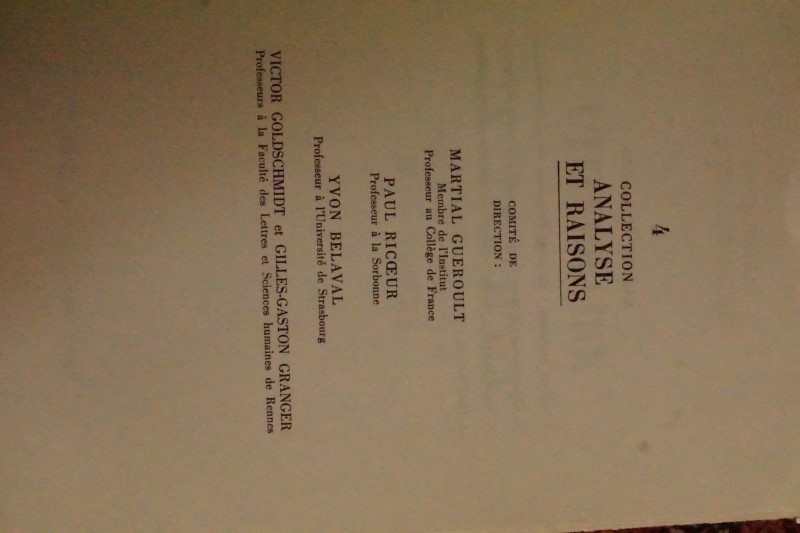 4
COLLECTION
ANALYSE
ET RAISONS
COMITÉ DE
DIRECTION :
MARTIAL GUEROULT
Membre de l'Institut
Professeur au Collège de France
PAUL RICŒUR
Professeur à la Sorbonne
YVON BELAVAL
Professeur à l'Université de Strasbourg
VICTOR GOLDSCHMIDT et GILLES-GASTON GRANGER
Professeurs à la Faculté des Lettres et Sciences humaines de Rennes